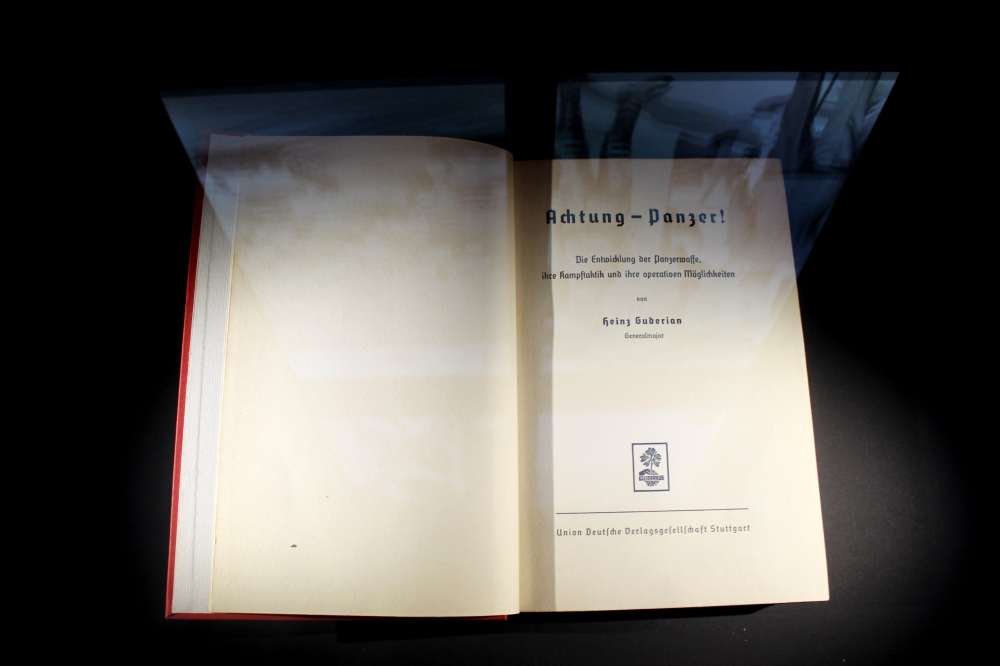 Achtung – Panzer!
Die Entwicklung der Panzerwaffe,
ihre Kampftaktik und ihre operativen Möglichkeiten
von
Heinz Guderian
Generalmajor
Union Deutsche Verlagsgesellschaft Stuttgart